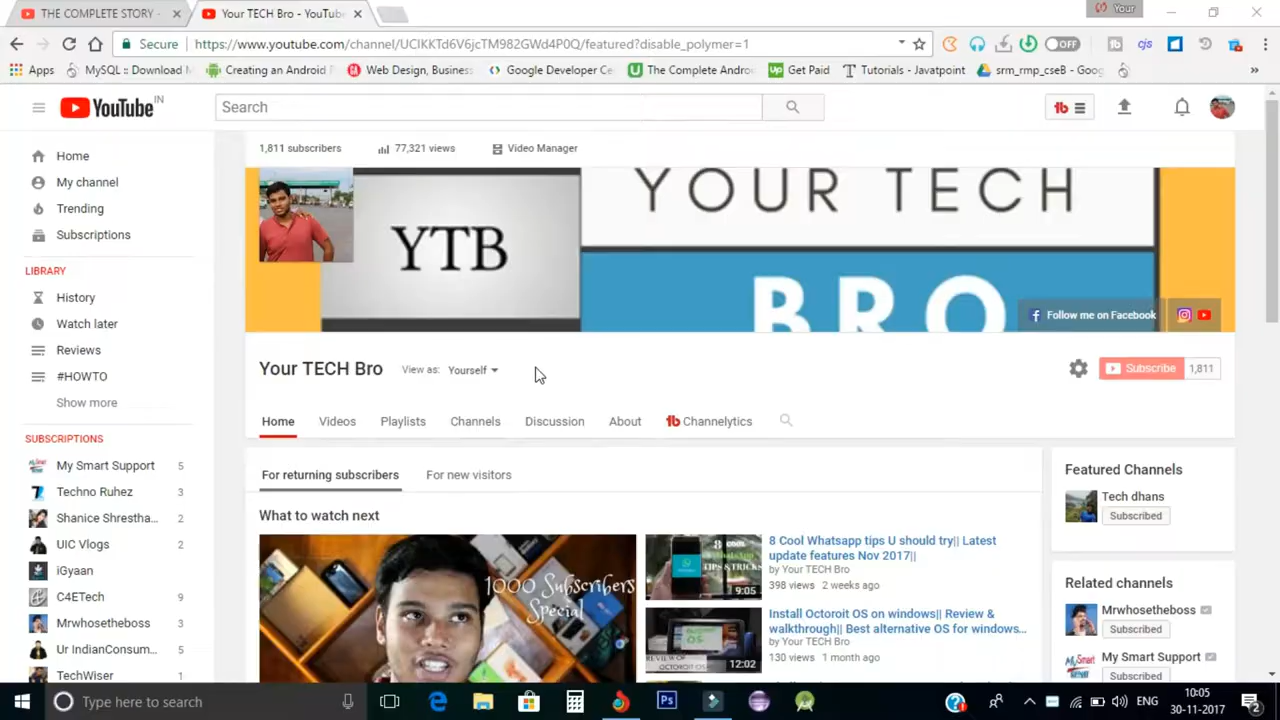 THE COMPLETE STORY -
Your TECH Bro - YouTube
Your
Secure
https://www.youtube.com/channel/UCIKKTd6V6jcTM982GWd4P0Q/featured?disable_polymer=1
OFF
Apps
MySQL :: Download M
Creating an Android P
Web Design, Business
Google Developer Ce
The Complete Andro
Get Paid
Tutorials - Javatpoint
srm_rmp_cseB - Goog
»
YouTube IN
Search
Home
My channel
Trending
Subscriptions
LIBRARY
History
Watch later
Reviews
#HOWTO
Show more
SUBSCRIPTIONS
My Smart Support 5
Techno Ruhez 3
Shanice Shrestha... 2
UIC Vlogs 2
iGyaan
C4ETech 9
Mrwhosetheboss 3
Ur IndianConsum... 5
TechWiser 1
1,811 subscribers
77,321 views
Video Manager
YTB
YOUR TECH
BRO
Follow me on Facebook
Your TECH Bro
View as: Yourself
Subscribe 1,811
Home
Videos
Playlists
Channels
Discussion
About
Channelytics
For returning subscribers
For new visitors
What to watch next
1000 Subscribers
Special
9:05
8 Cool Whatsapp tips U should try|| Latest
update features Nov 2017||
by Your TECH Bro
398 views 2 weeks ago
12:02
Install Octoroit OS on windows|| Review &
walkthrough|| Best alternative OS for windows...
by Your TECH Bro
130 views 1 month ago
Featured Channels
Tech dhans
Subscribed
Related channels
Mrwhosetheboss
Subscribed
My Smart Support
Subscribed
Type here to search
ENG
10:05
30-11-2017